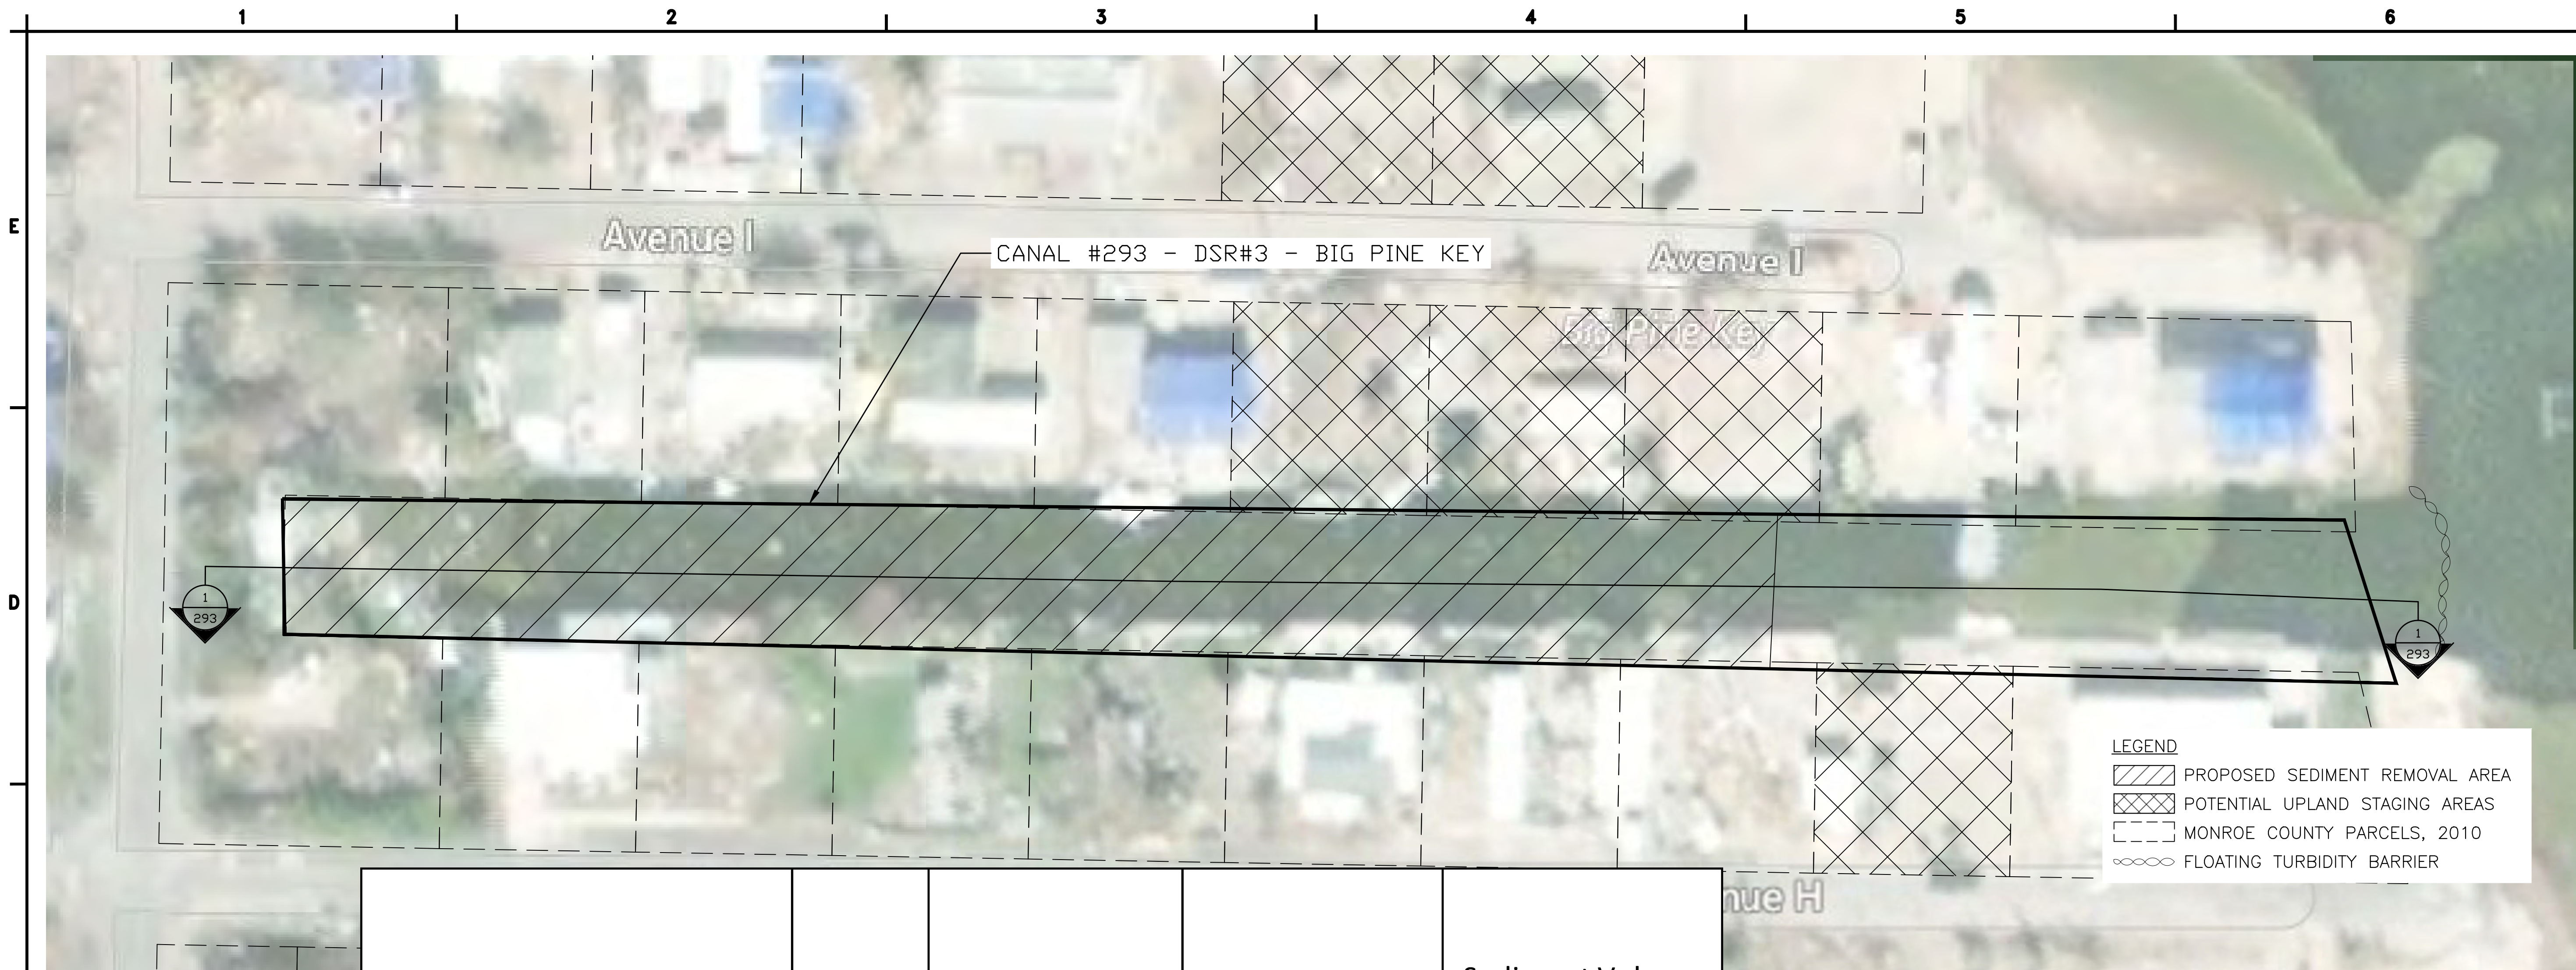 1 2 3 4 5 6
E
D
Avenue I
CANAL #293 - DSR#3 - BIG PINE KEY
Avenue I
Big Pine Key
1
293
1
293
LEGEND
PROPOSED SEDIMENT REMOVAL AREA
POTENTIAL UPLAND STAGING AREAS
MONROE COUNTY PARCELS, 2010
FLOATING TURBIDITY BARRIER
nue H